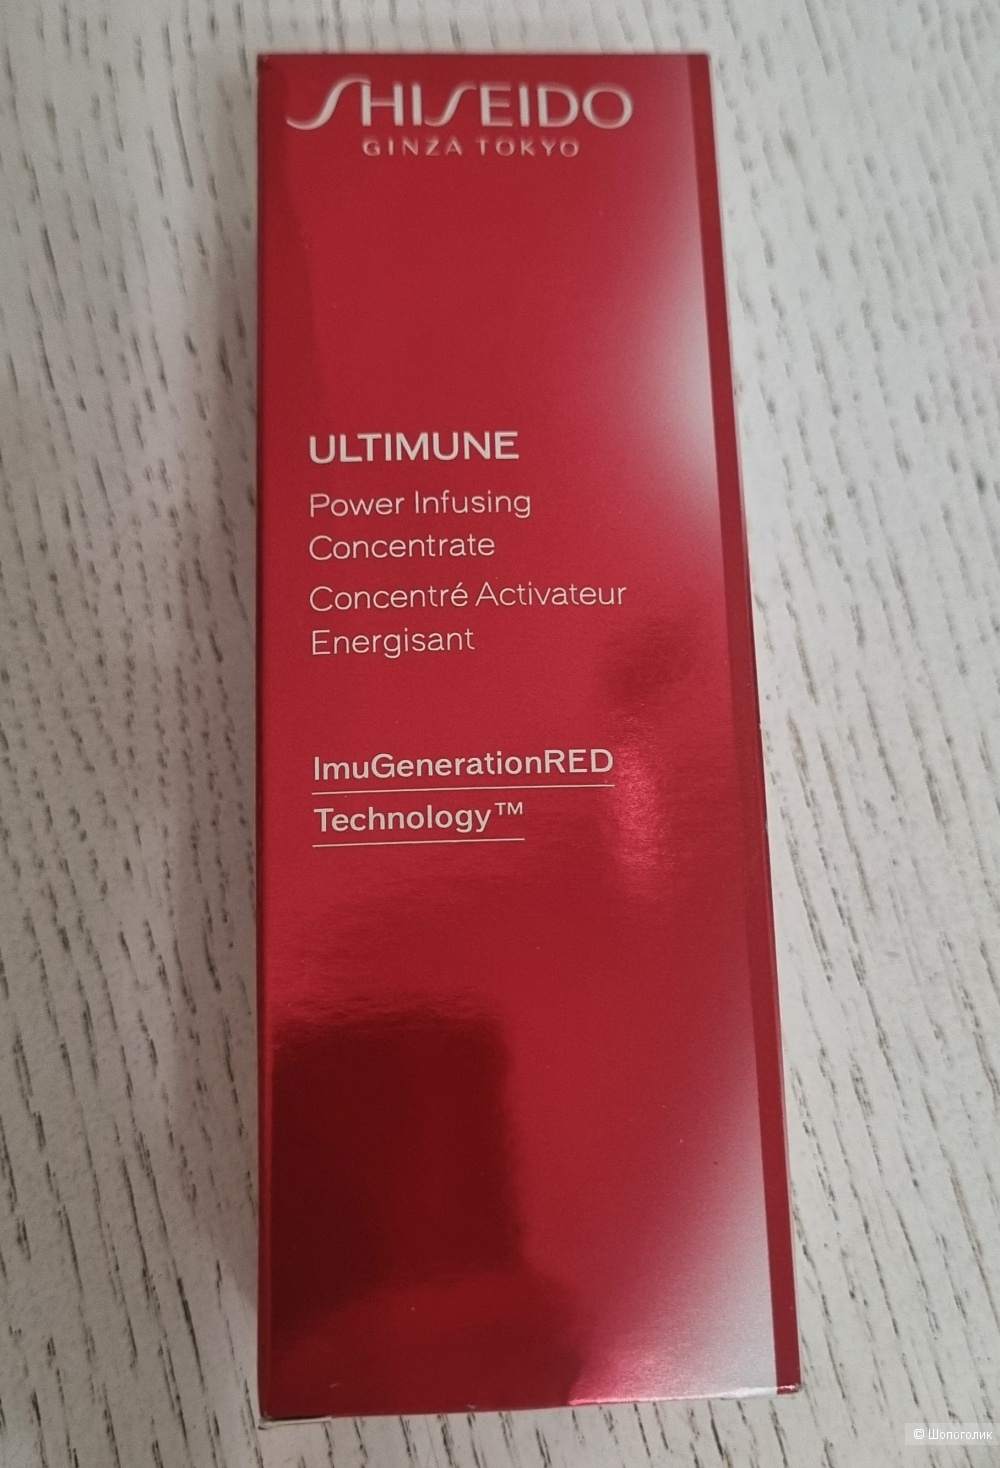 SHISEIDO
GINZA TOKYO
ULTIMUNE
Power Infusing
Concentrate
Concentré Activateur
Energisant
ImuGenerationRED
Technology™
© Шопоголик